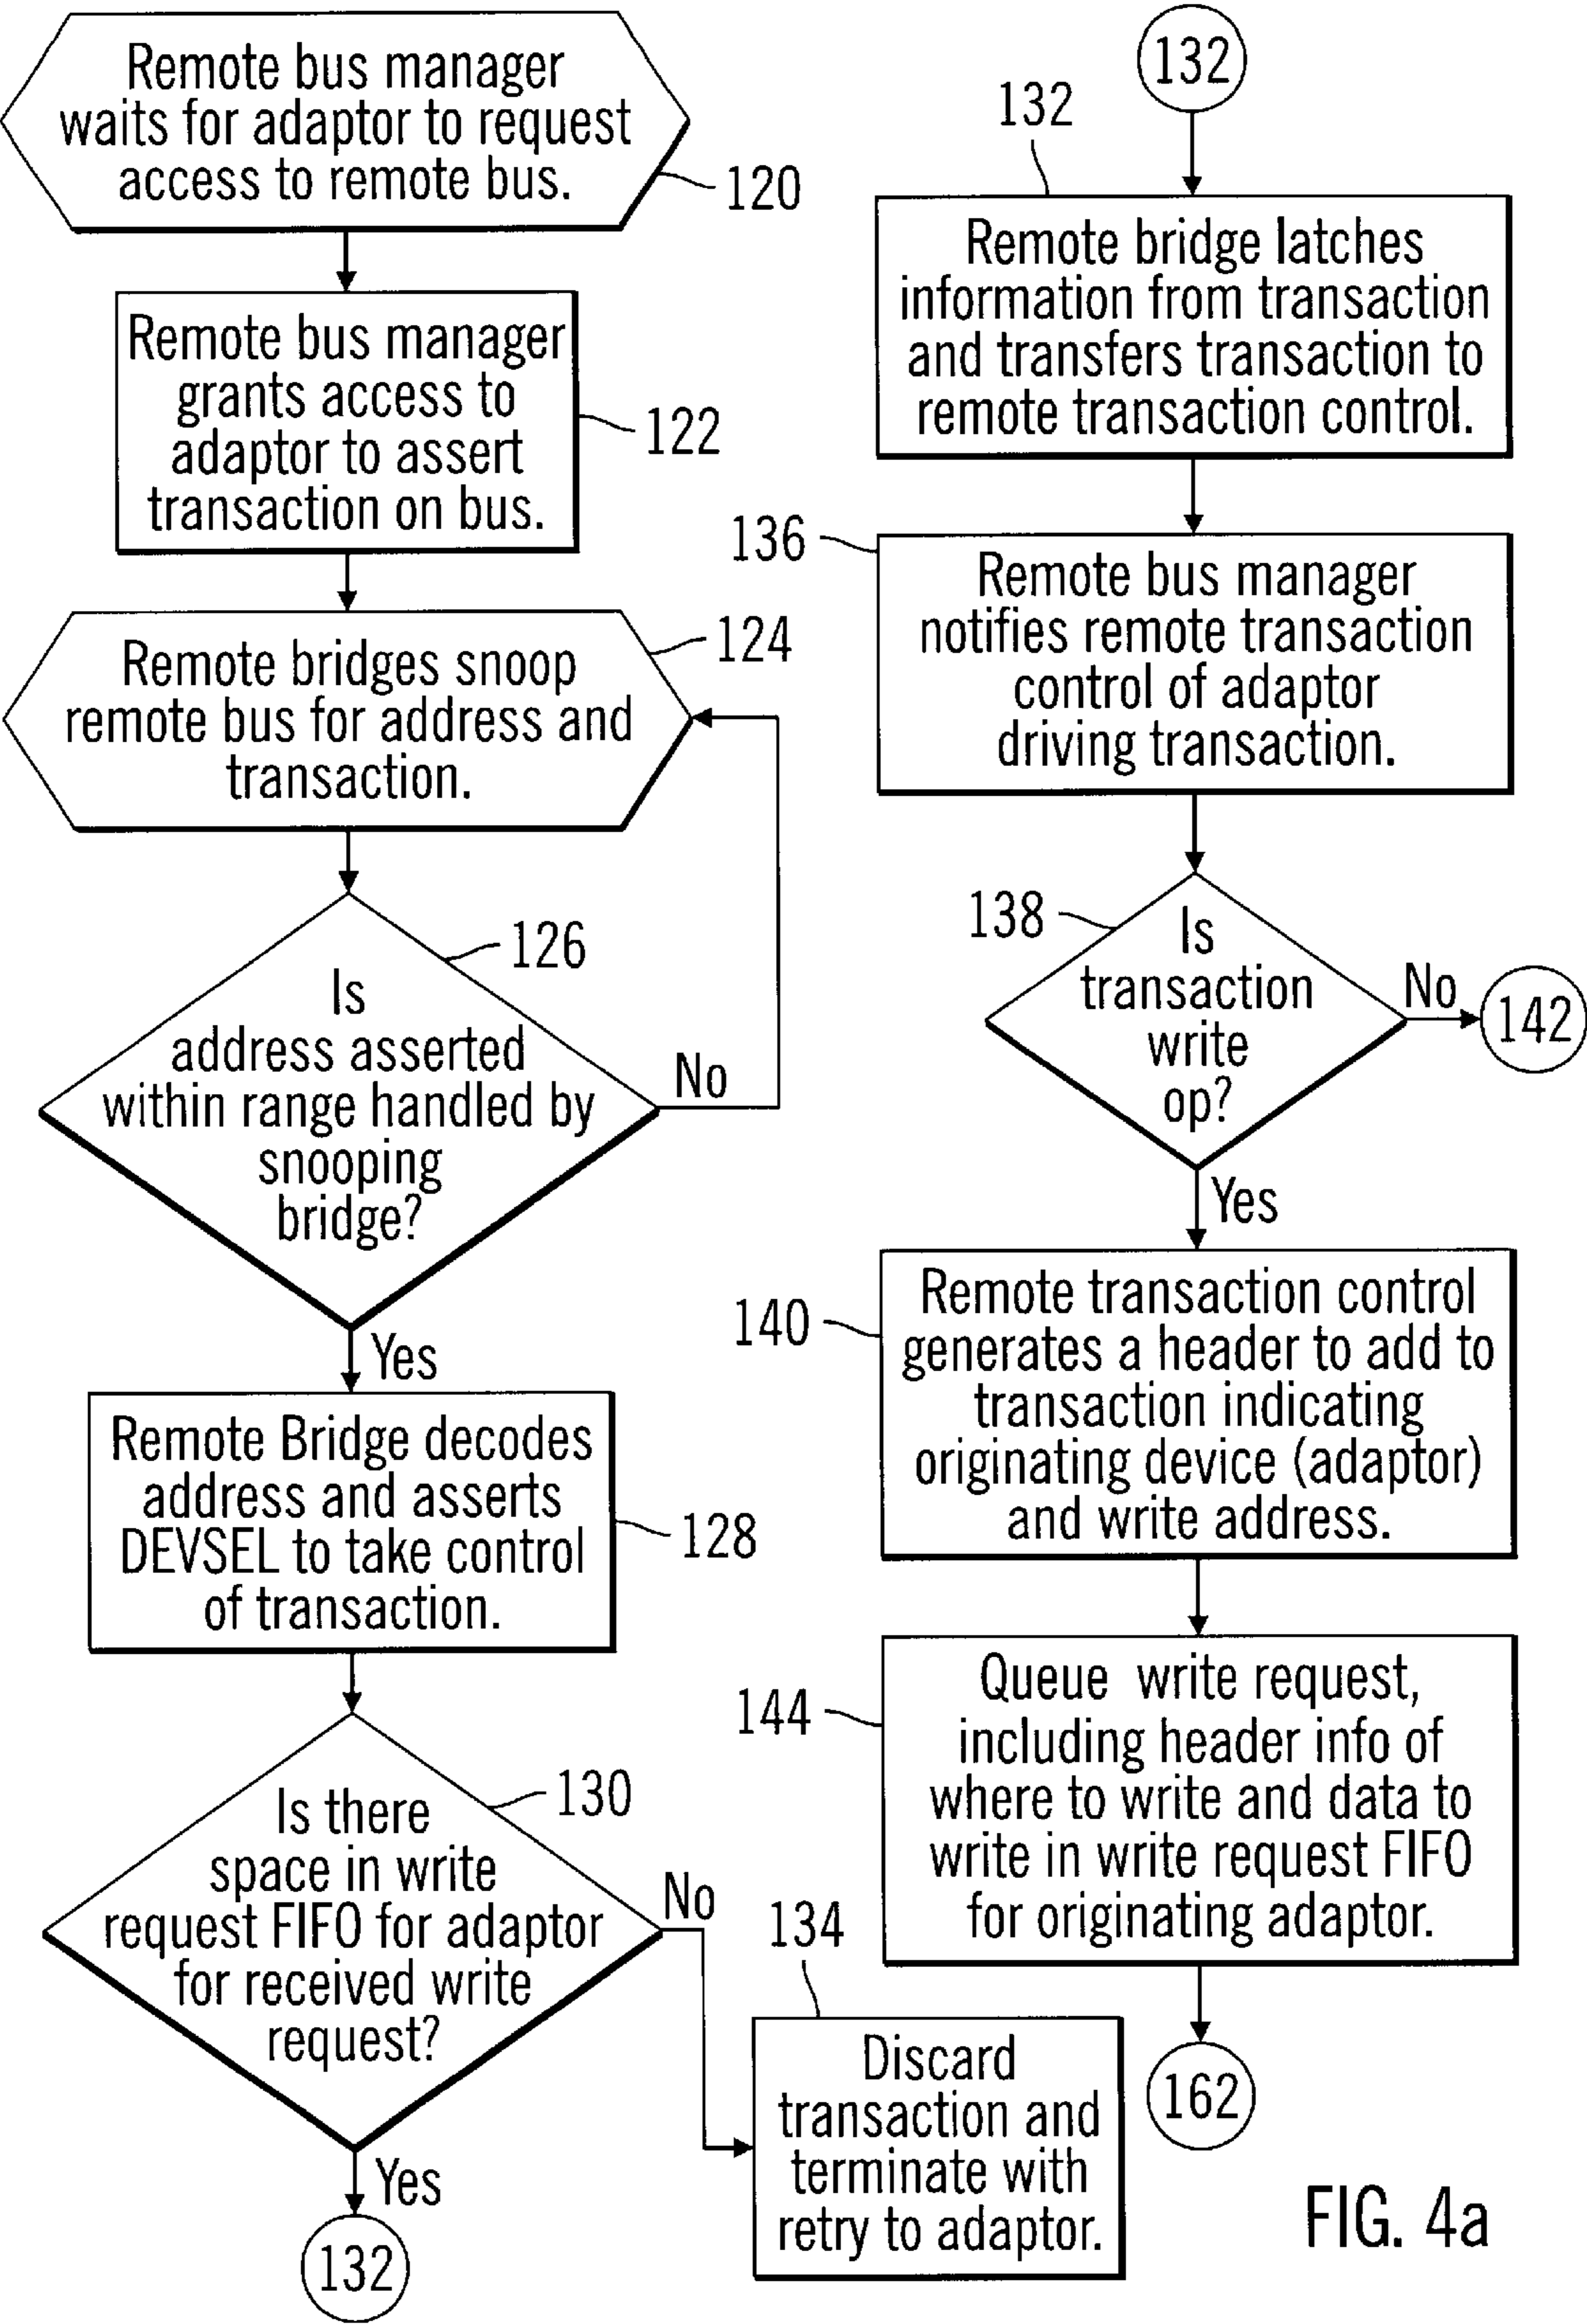 Remote bus manager
waits for adaptor to request
access to remote bus.
120
Remote bus manager
grants access to
adaptor to assert
transaction on bus.
122
Remote bridges snoop
remote bus for address and
transaction.
124
Is
address asserted
within range handled by
snooping
bridge?
126
No
Yes
Remote Bridge decodes
address and asserts
DEVSEL to take control
of transaction.
128
Is there
space in write
request FIFO for adaptor
for received write
request?
130
No
Yes
132
134
Discard
transaction and
terminate with
retry to adaptor.
132
132
Remote bridge latches
information from transaction
and transfers transaction to
remote transaction control.
136
Remote bus manager
notifies remote transaction
control of adaptor
driving transaction.
138
Is
transaction
write
op?
No
142
Yes
140
Remote transaction control
generates a header to add to
transaction indicating
originating device (adaptor)
and write address.
144
Queue write request,
including header info of
where to write and data to
write in write request FIFO
for originating adaptor.
162
FIG. 4a